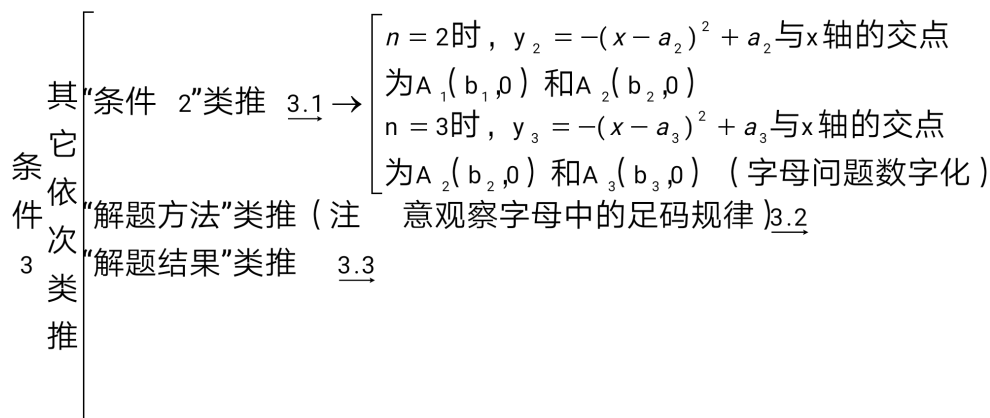 条件3
其它依次类推
“条件 2”类推 3.1→
n = 2时，y₂ = −(x − a₂)² + a₂与x轴的交点
为A₁(b₁,0) 和A₂(b₂,0)
n = 3时，y₃ = −(x − a₃)² + a₃与x轴的交点
为A₂(b₂,0) 和A₃(b₃,0) (字母问题数字化)
“解题方法”类推 (注 意观察字母中的足码规律)3.2
“解题结果”类推 3.3